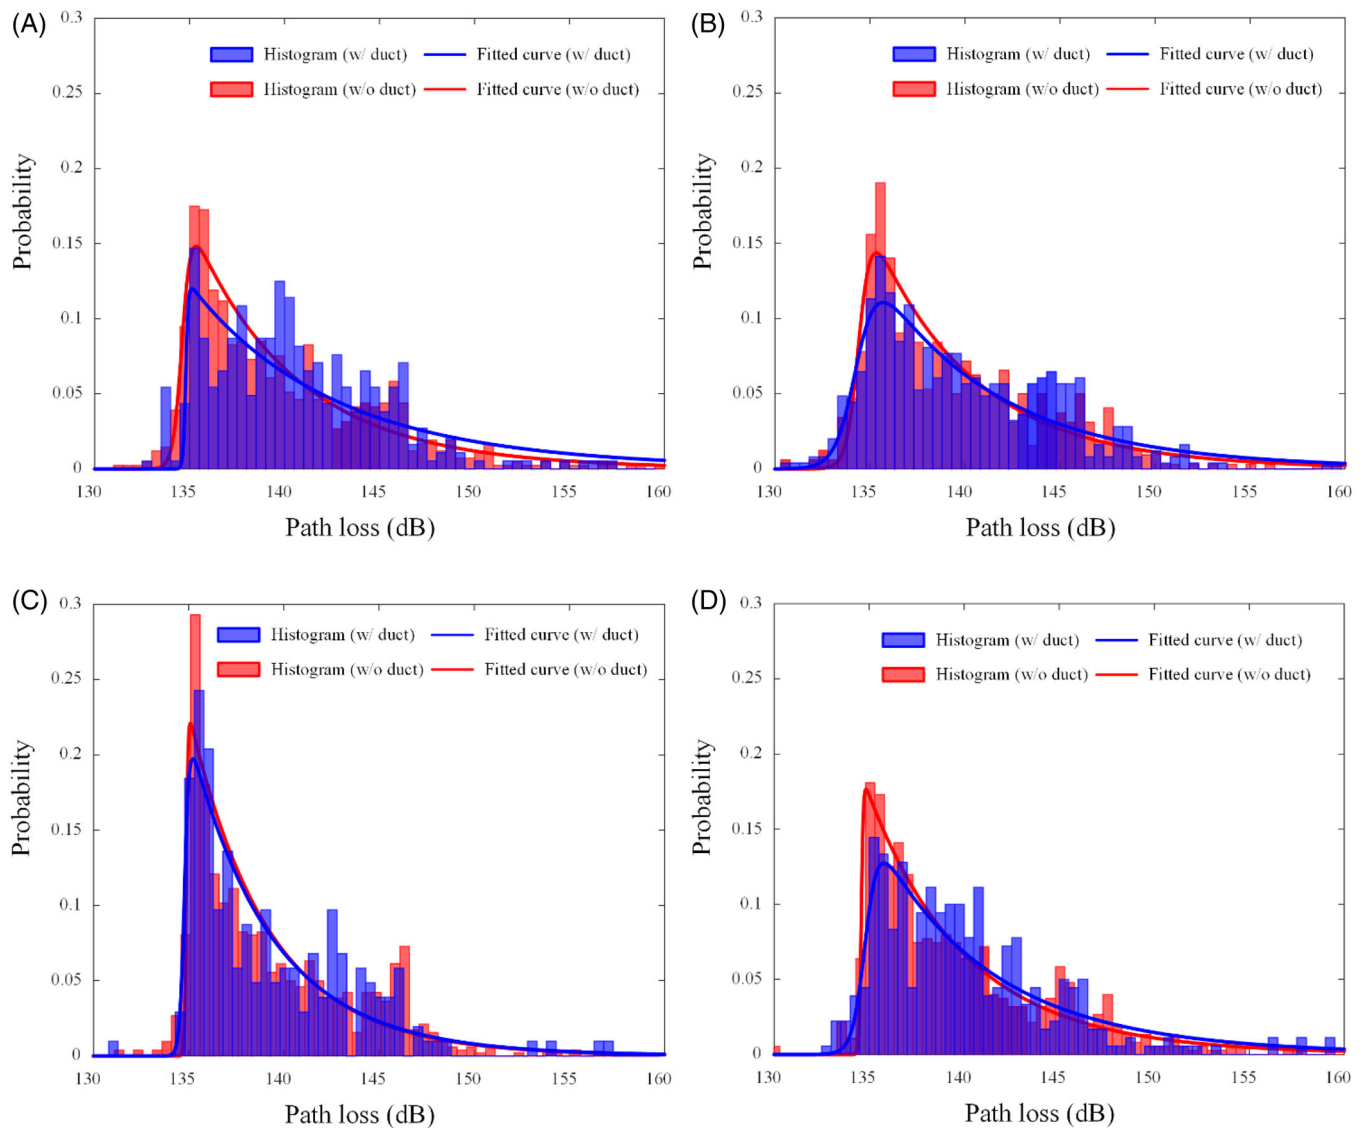 (A)
0.3
0.25
0.2
0.15
0.1
0.05
0
Probability
Histogram (w/ duct)
Fitted curve (w/ duct)
Histogram (w/o duct)
Fitted curve (w/o duct)
130
135
140
145
150
155
160
Path loss (dB)
(B)
0.3
0.25
0.2
0.15
0.1
0.05
0
Probability
Histogram (w/ duct)
Fitted curve (w/ duct)
Histogram (w/o duct)
Fitted curve (w/o duct)
130
135
140
145
150
155
160
Path loss (dB)
(C)
0.3
0.25
0.2
0.15
0.1
0.05
0
Probability
Histogram (w/ duct)
Fitted curve (w/ duct)
Histogram (w/o duct)
Fitted curve (w/o duct)
130
135
140
145
150
155
160
Path loss (dB)
(D)
0.3
0.25
0.2
0.15
0.1
0.05
0
Probability
Histogram (w/ duct)
Fitted curve (w/ duct)
Histogram (w/o duct)
Fitted curve (w/o duct)
130
135
140
145
150
155
160
Path loss (dB)